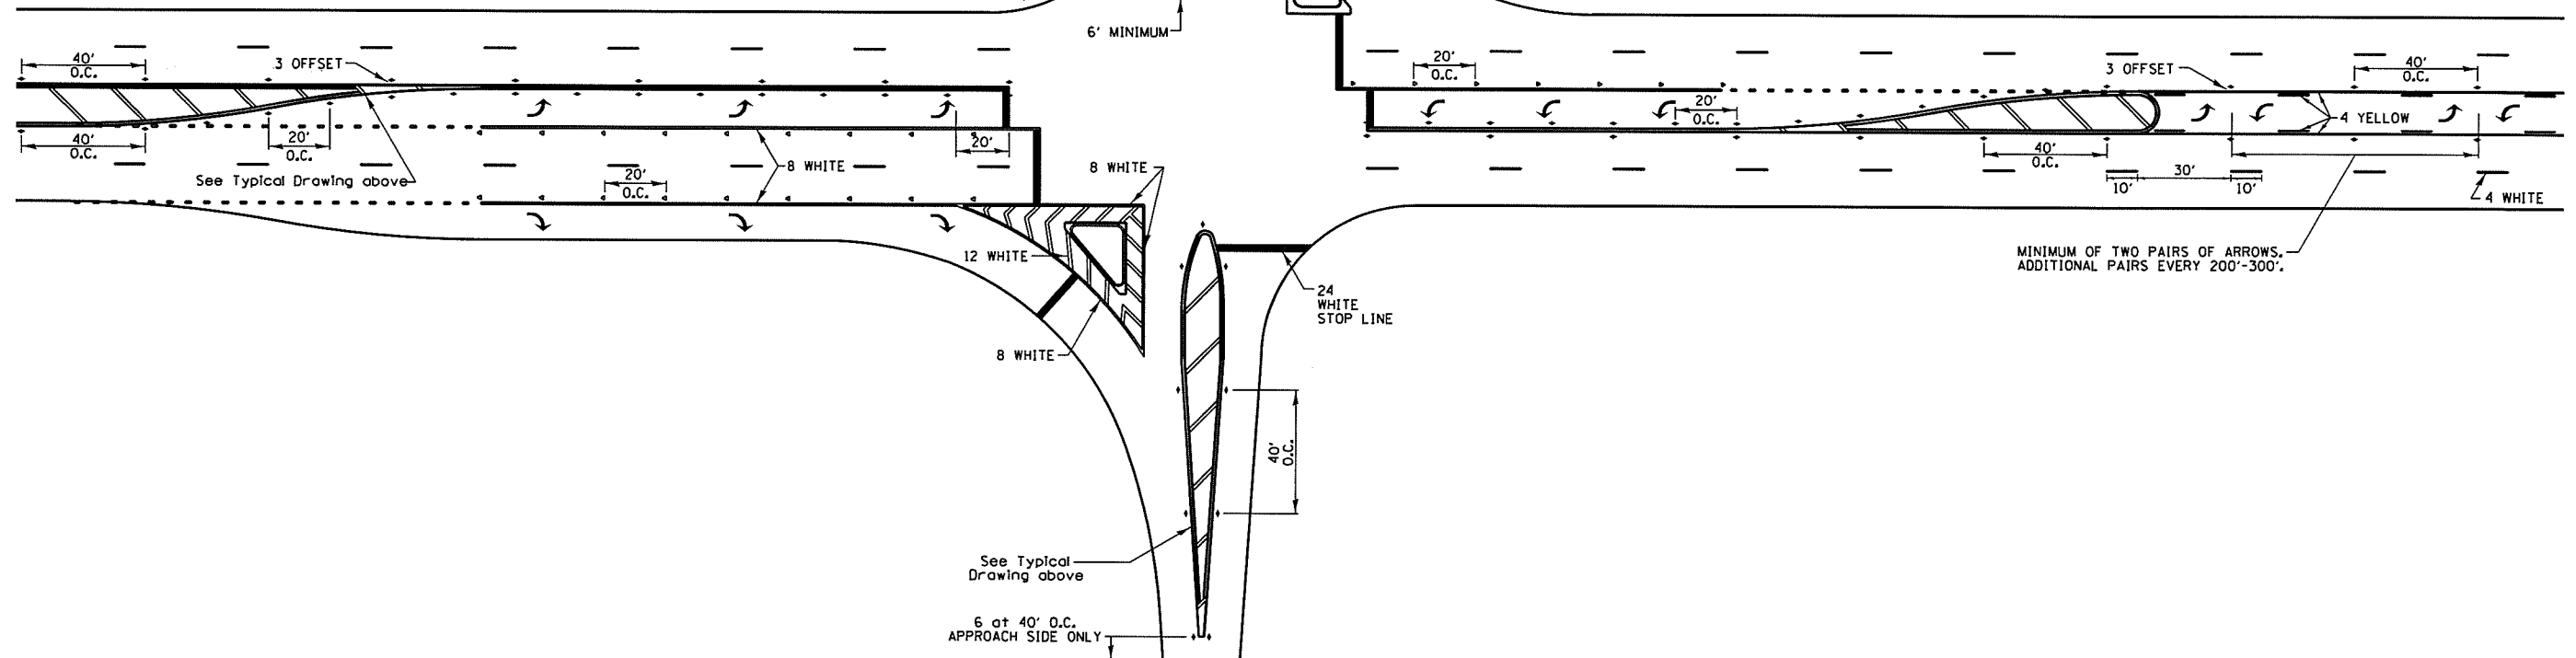 6' MINIMUM
40'
O.C.
3 OFFSET
20'
O.C.
3 OFFSET
40'
O.C.
40'
O.C.
20'
O.C.
20'
O.C.
4 YELLOW
See Typical Drawing above
20'
O.C.
8 WHITE
20'
8 WHITE
40'
O.C.
10'
30'
10'
4 WHITE
12 WHITE
MINIMUM OF TWO PAIRS OF ARROWS.
ADDITIONAL PAIRS EVERY 200'-300'.
24
WHITE
STOP LINE
8 WHITE
40'
O.C.
See Typical
Drawing above
6 at 40' O.C.
APPROACH SIDE ONLY